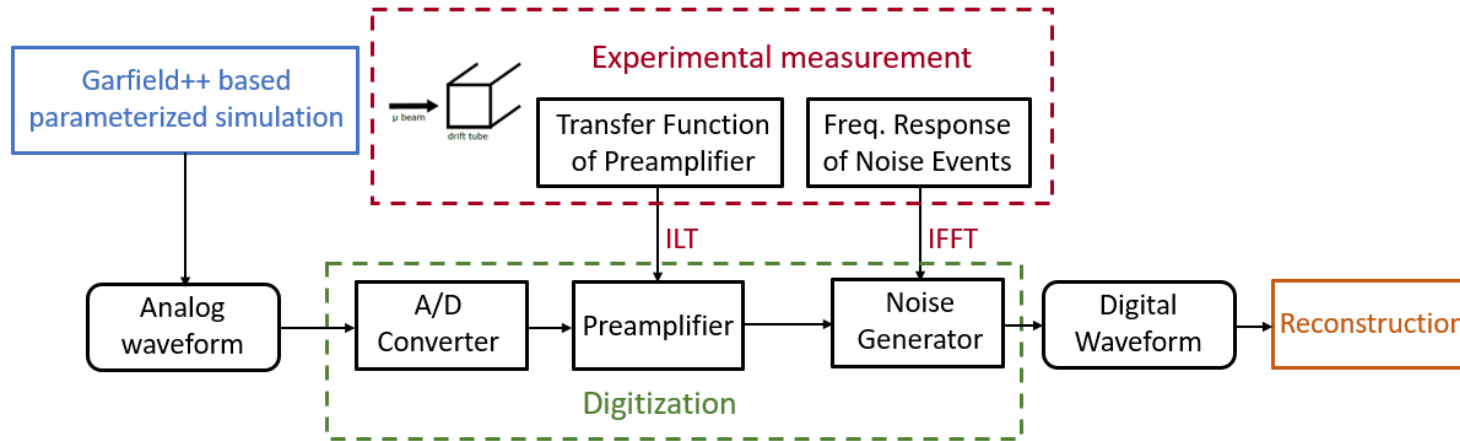 Garfield++ based
parameterized simulation
Experimental measurement
μ beam
drift tube
Transfer Function
of Preamplifier
Freq. Response
of Noise Events
ILT
IFFT
Analog
waveform
A/D
Converter
Preamplifier
Noise
Generator
Digital
Waveform
Reconstruction
Digitization